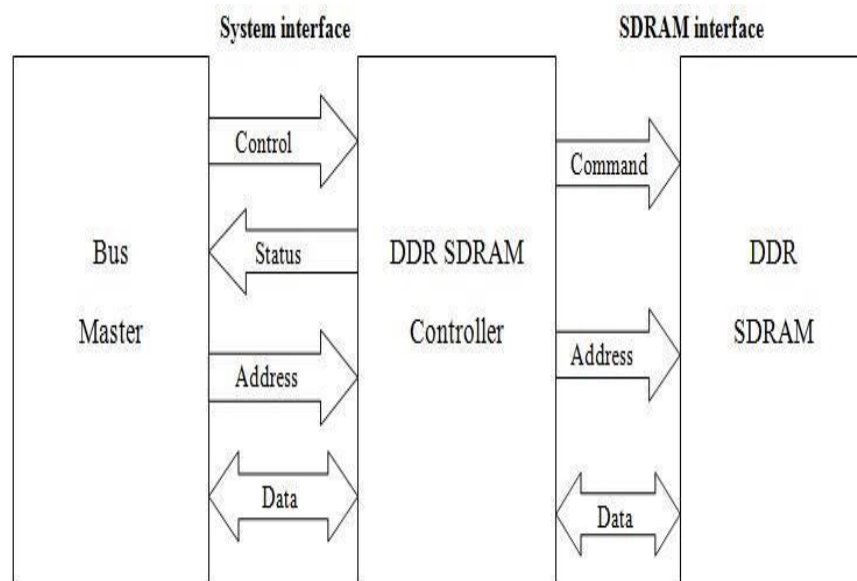 System interface
SDRAM interface
Control
Command
Bus
Master
Status
DDR SDRAM
Controller
DDR
SDRAM
Address
Address
Data
Data